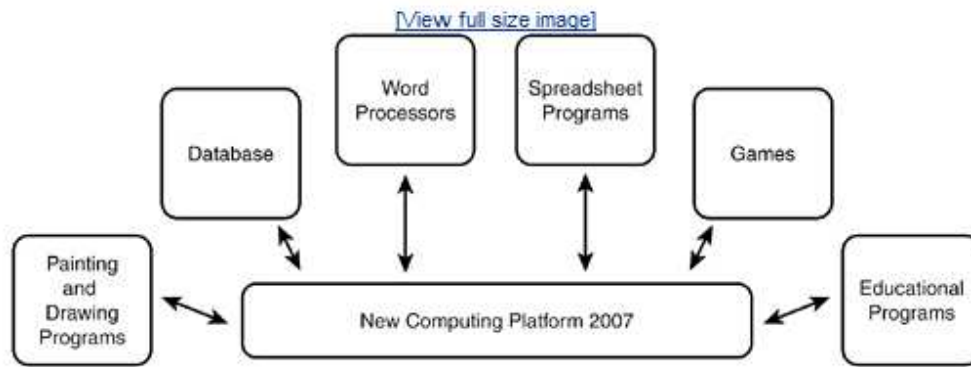 [View full size image]
Word
Processors
Spreadsheet
Programs
Database
Games
Painting
and
Drawing
Programs
New Computing Platform 2007
Educational
Programs